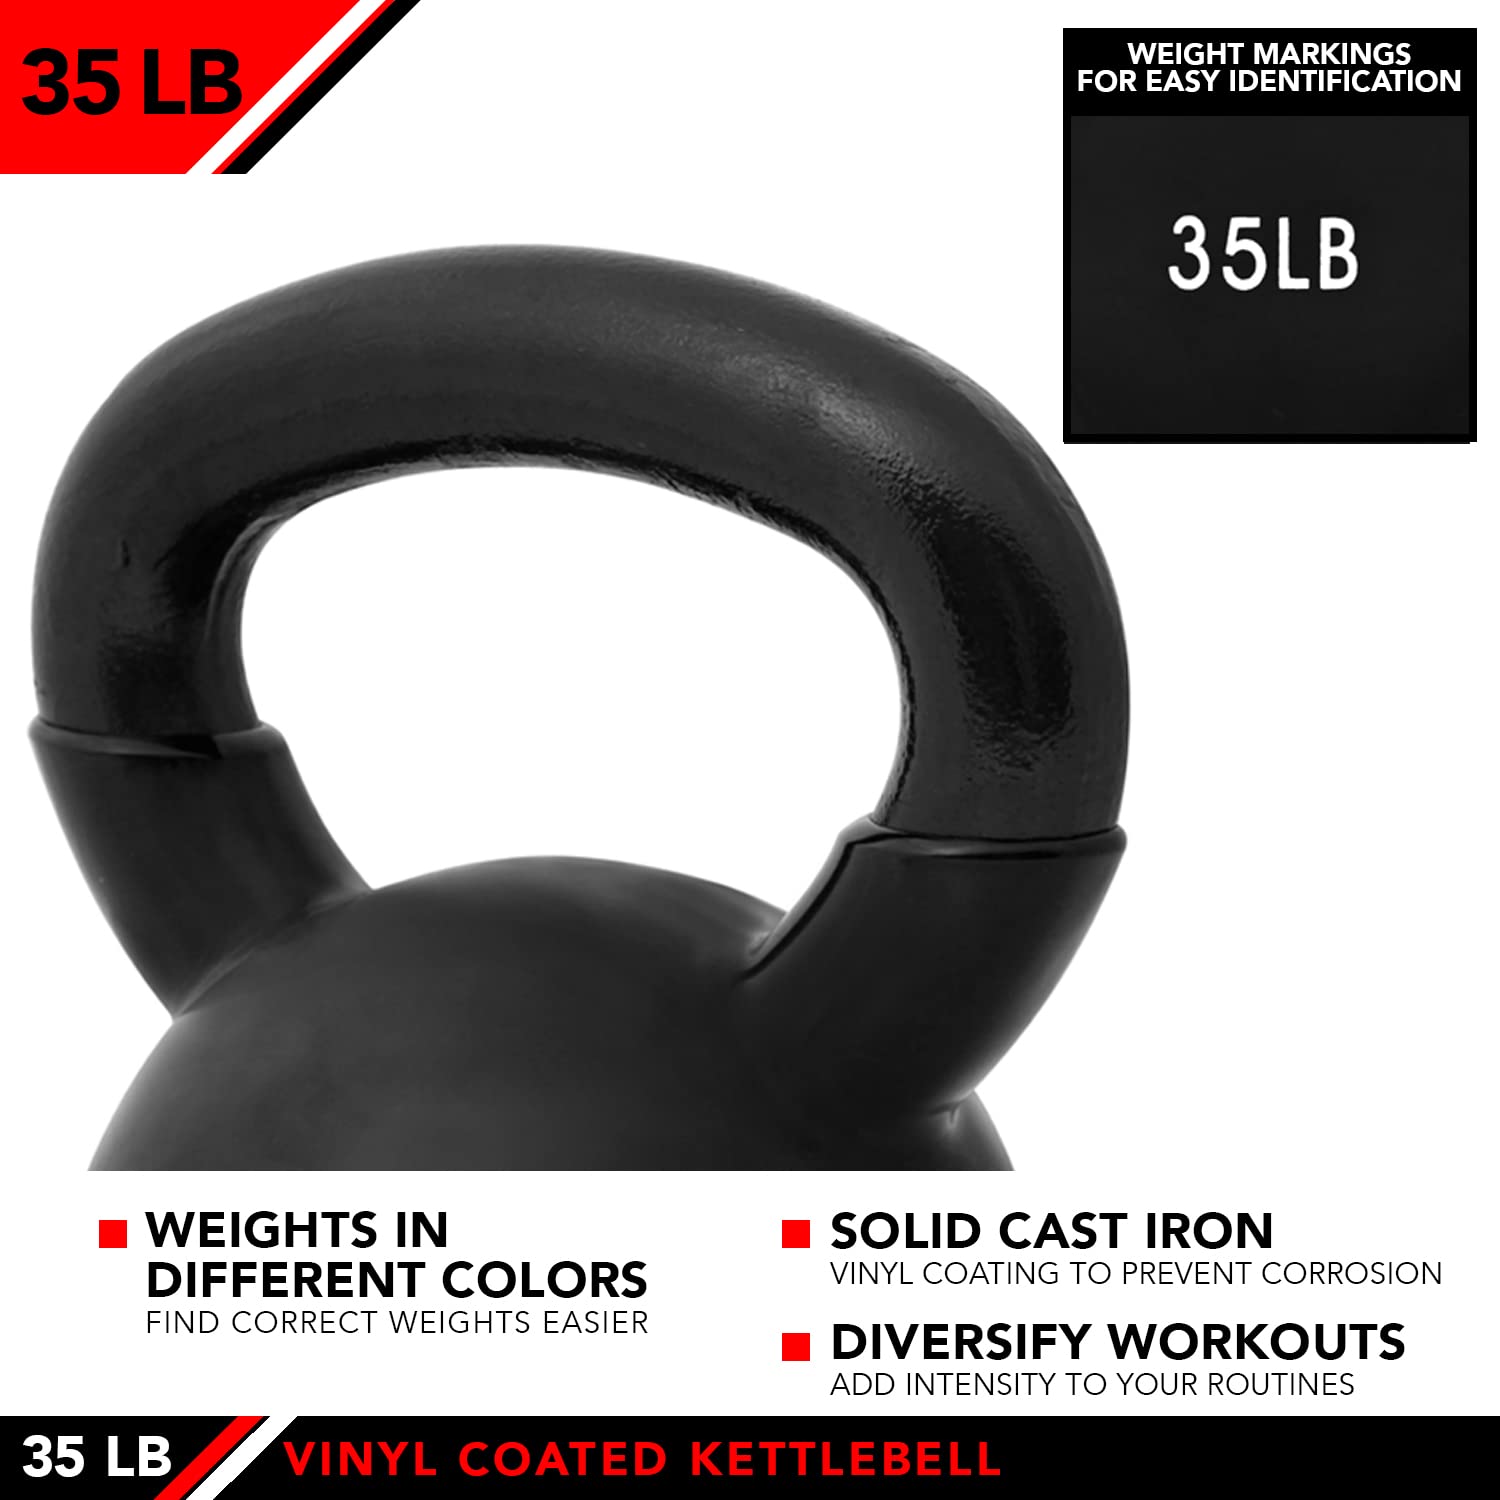 35 LB
WEIGHT MARKINGS
FOR EASY IDENTIFICATION
35LB
WEIGHTS IN
DIFFERENT COLORS
FIND CORRECT WEIGHTS EASIER
SOLID CAST IRON
VINYL COATING TO PREVENT CORROSION
DIVERSIFY WORKOUTS
ADD INTENSITY TO YOUR ROUTINES
35 LB
VINYL COATED KETTLEBELL